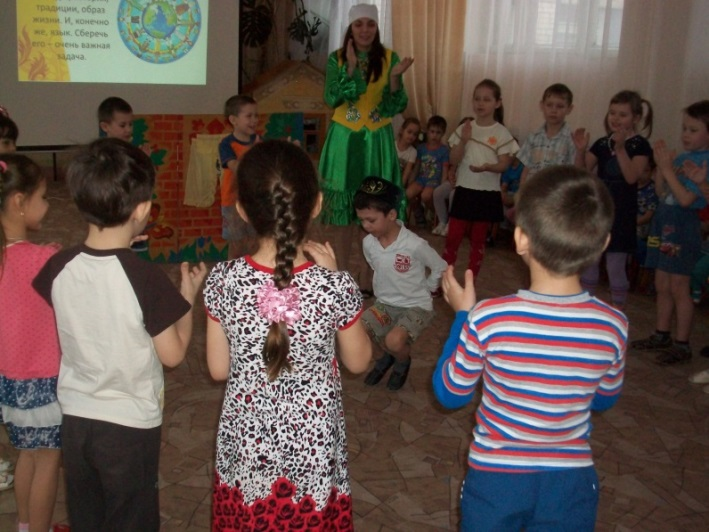 традиции, образ
жизни. И, конечно
же, язык. Сберечь
его – очень важная
задача.